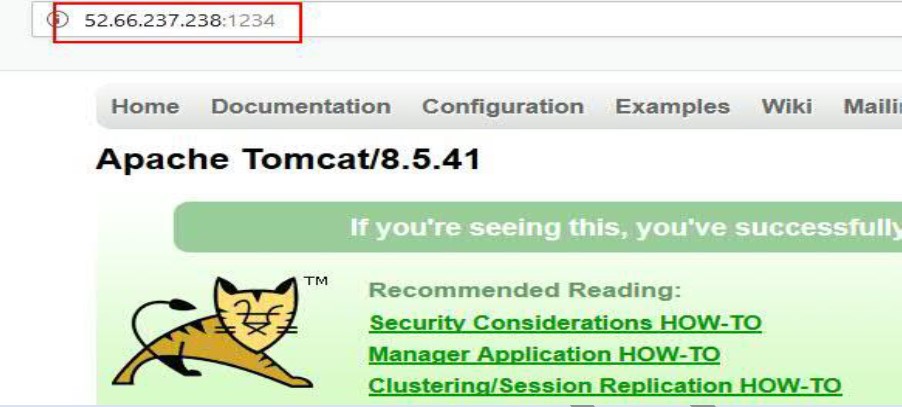 52.66.237.238:1234
Home Documentation Configuration Examples Wiki
Apache Tomcat/8.5.41
If you're seeing this, you've successfully
TM
Recommended Reading:
Security Considerations HOW-TO
Manager Application HOW-TO
Clustering/Session Replication HOW-TO